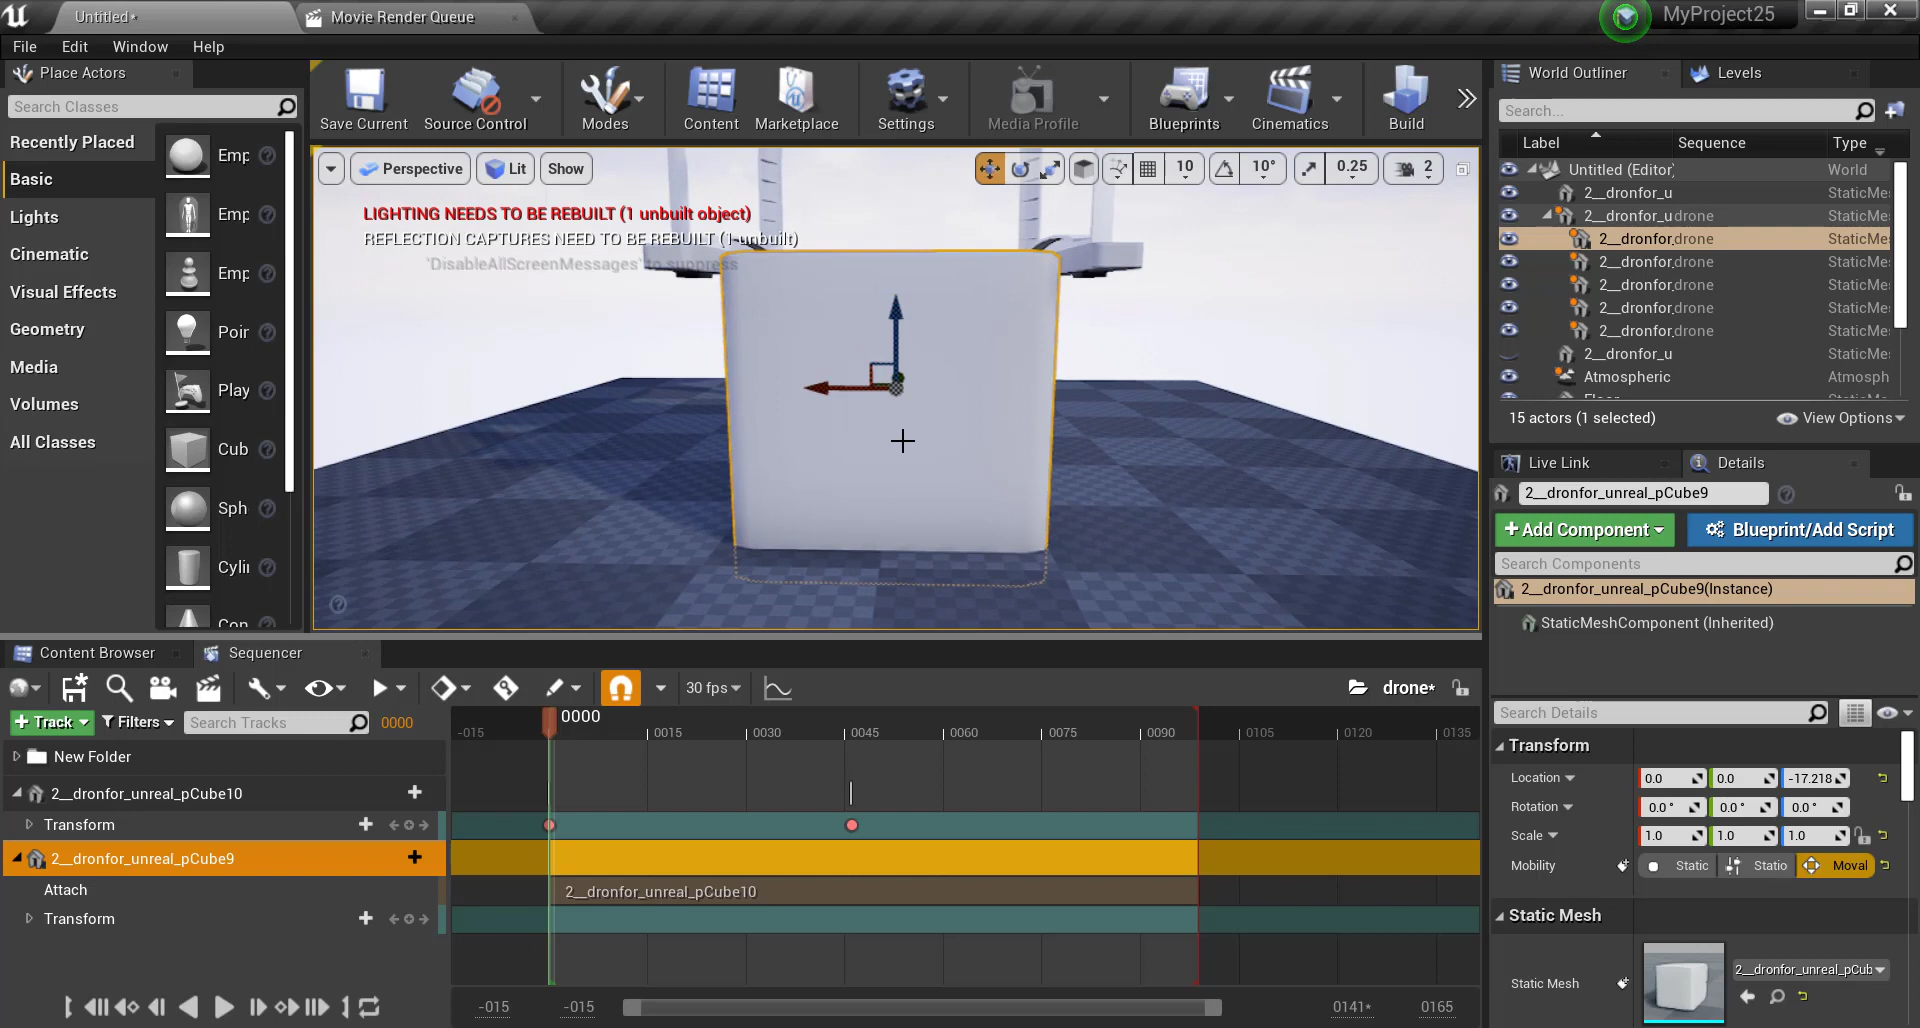 Untitled*
Movie Render Queue
MyProject25
File Edit Window Help
Place Actors
Search Classes
Recently Placed
Basic
Lights
Cinematic
Visual Effects
Geometry
Media
Volumes
All Classes
Emp
Emp
Emp
Poin
Play
Cub
Sph
Cylin
Con
Save Current
Source Control
Modes
Content
Marketplace
Settings
Media Profile
Blueprints
Cinematics
Build
Perspective
Lit
Show
10
10°
0.25
2
LIGHTING NEEDS TO BE REBUILT (1 unbuilt object)
REFLECTION CAPTURES NEED TO BE REBUILT (1 unbuilt)
'DisableAllScreenMessages' to suppress
World Outliner
Levels
Search...
Label Sequence Type
Untitled (Editor) World
2__dronfor_u StaticMe
2__dronfor_u drone StaticMe
2__dronfor drone StaticMe
2__dronfor drone StaticMe
2__dronfor drone StaticMe
2__dronfor drone StaticMe
2__dronfor drone StaticMe
2__dronfor_u StaticMe
Atmospheric Atmosph
Floor StaticMe
15 actors (1 selected)
View Options
Live Link
Details
2__dronfor_unreal_pCube9
+Add Component
Blueprint/Add Script
Search Components
2__dronfor_unreal_pCube9(Instance)
StaticMeshComponent (Inherited)
Search Details
Transform
Location 0.0 0.0 -17.218
Rotation 0.0° 0.0° 0.0°
Scale 1.0 1.0 1.0
Mobility Static Statio Moval
Static Mesh
Static Mesh
2__dronfor_unreal_pCub
Content Browser
Sequencer
30 fps
drone*
+ Track
Filters
Search Tracks
0000
0000
-015 0015 0030 0045 0060 0075 0090 0105 0120 0135
New Folder
2__dronfor_unreal_pCube10
Transform
2__dronfor_unreal_pCube9
Attach
2__dronfor_unreal_pCube10
Transform
-015 -015 0141* 0165